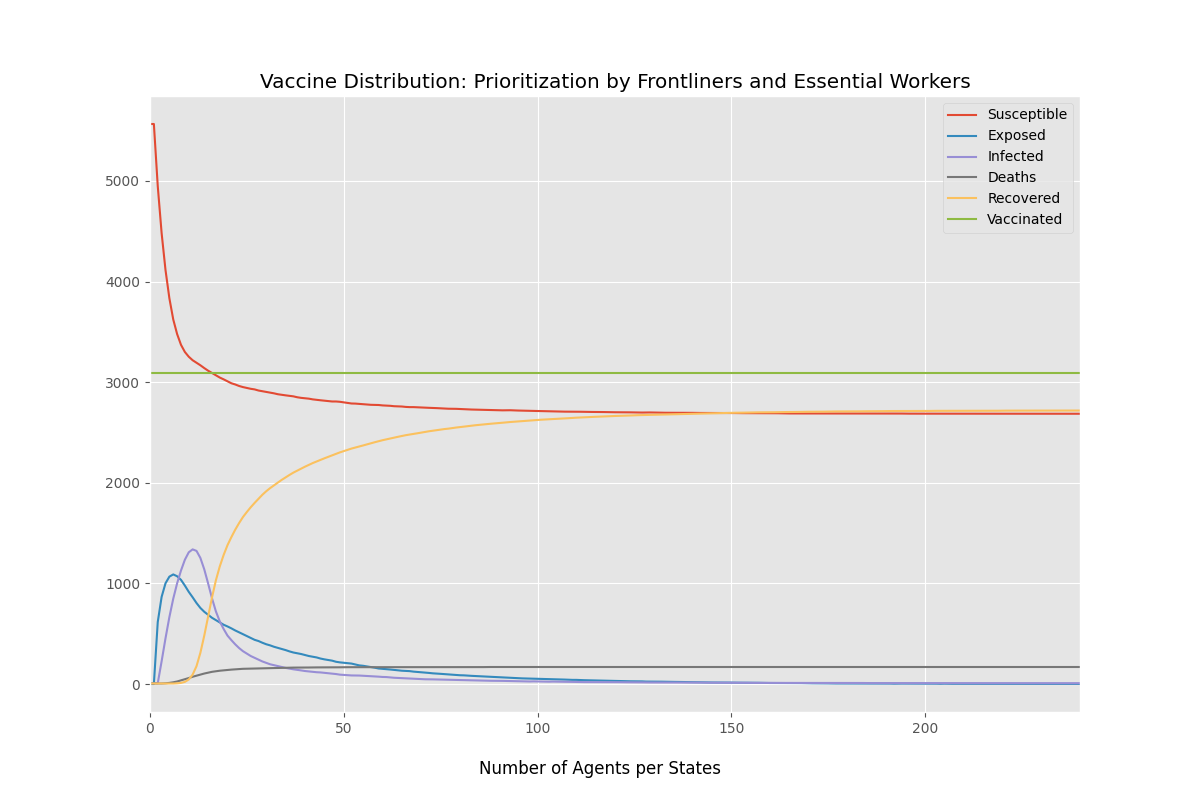 Vaccine Distribution: Prioritization by Frontliners and Essential Workers
Susceptible
Exposed
Infected
Deaths
Recovered
Vaccinated
5000
4000
3000
2000
1000
0
0 50 100 150 200
Number of Agents per States